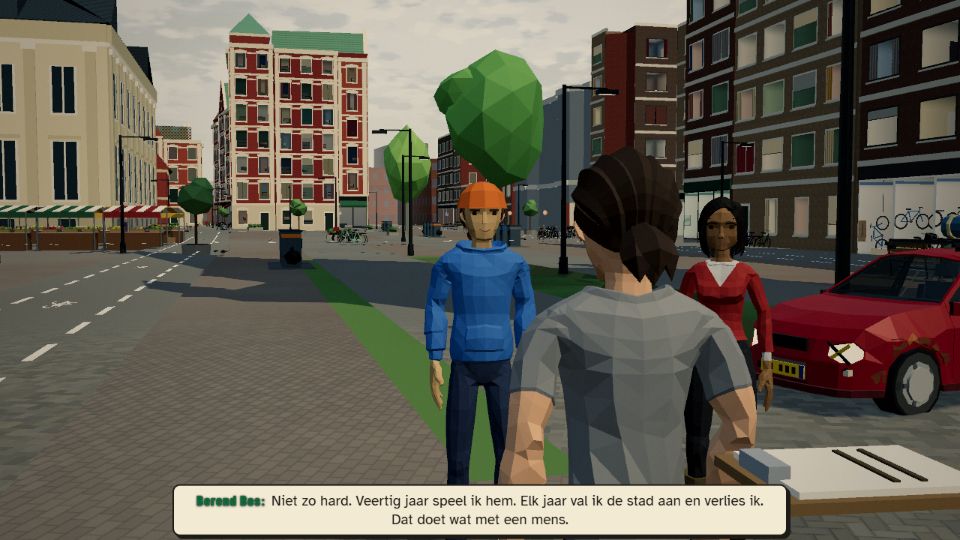 Berend Bos: Niet zo hard. Veertig jaar speel ik hem. Elk jaar val ik de stad aan en verlies ik.
Dat doet wat met een mens.